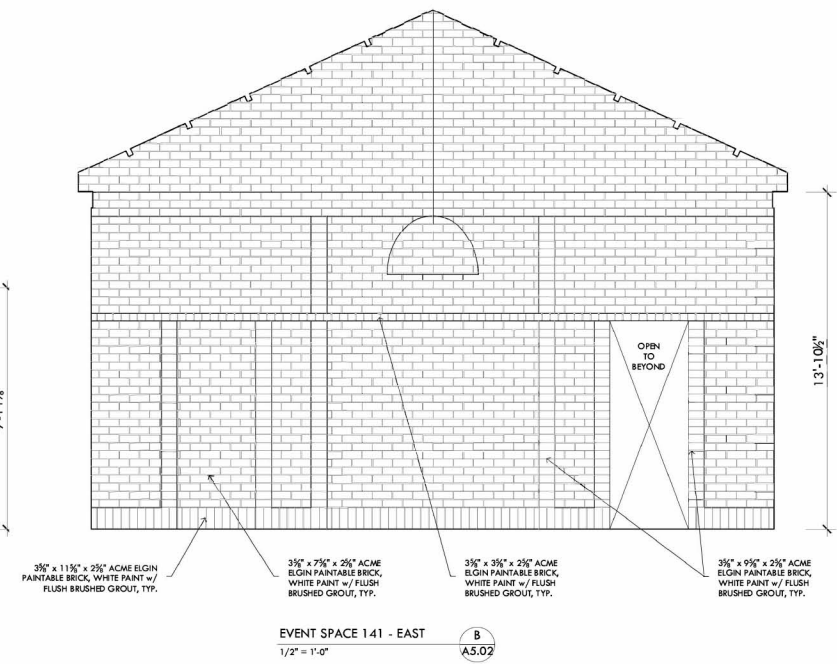 OPEN
TO
BEYOND
13'-10½"
3⅝" x 11⅝" x 2⅝" ACME ELGIN
PAINTABLE BRICK, WHITE PAINT w/
FLUSH BRUSHED GROUT, TYP.
3⅝" x 7⅝" x 2⅝" ACME
ELGIN PAINTABLE BRICK,
WHITE PAINT w/ FLUSH
BRUSHED GROUT, TYP.
3⅝" x 3⅝" x 2⅝" ACME
ELGIN PAINTABLE BRICK,
WHITE PAINT w/ FLUSH
BRUSHED GROUT, TYP.
3⅝" x 9⅝" x 2⅝" ACME
ELGIN PAINTABLE BRICK,
WHITE PAINT w/ FLUSH
BRUSHED GROUT, TYP.
EVENT SPACE 141 - EAST
B
1/2" = 1'-0"
A5.02